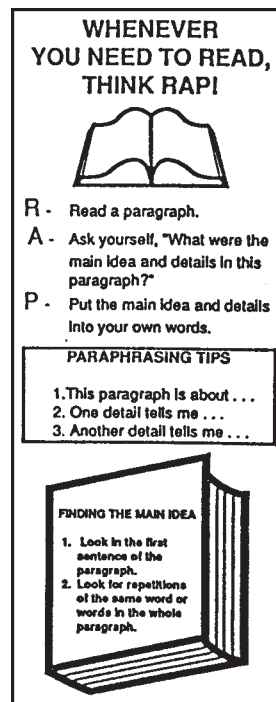 WHENEVER
YOU NEED TO READ,
THINK RAP!
R - Read a paragraph.
A - Ask yourself, "What were the
main idea and details in this
paragraph?"
P - Put the main idea and details
into your own words.
PARAPHRASING TIPS
1.This paragraph is about . . .
2. One detail tells me . . .
3. Another detail tells me . . .
FINDING THE MAIN IDEA
1. Look in the first
sentence of the
paragraph.
2. Look for repetitions
of the same word or
words in the whole
paragraph.